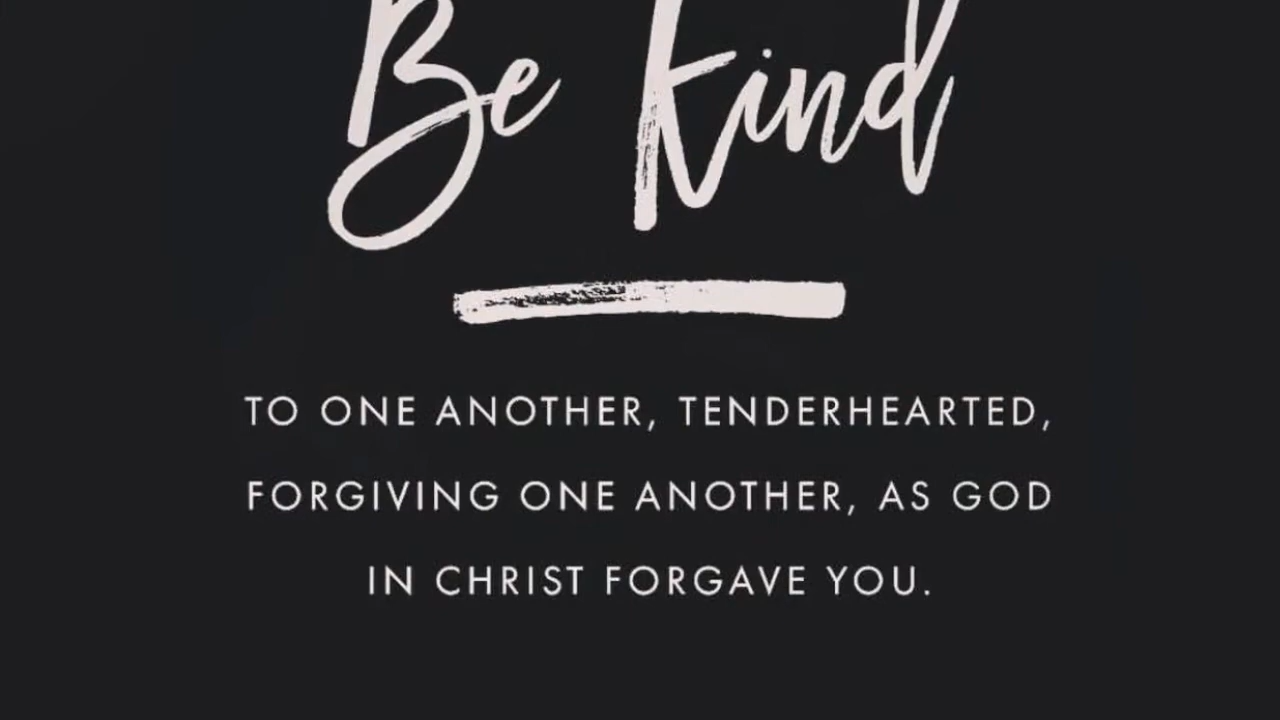 Be Kind
TO ONE ANOTHER, TENDERHEARTED,
FORGIVING ONE ANOTHER, AS GOD
IN CHRIST FORGAVE YOU.